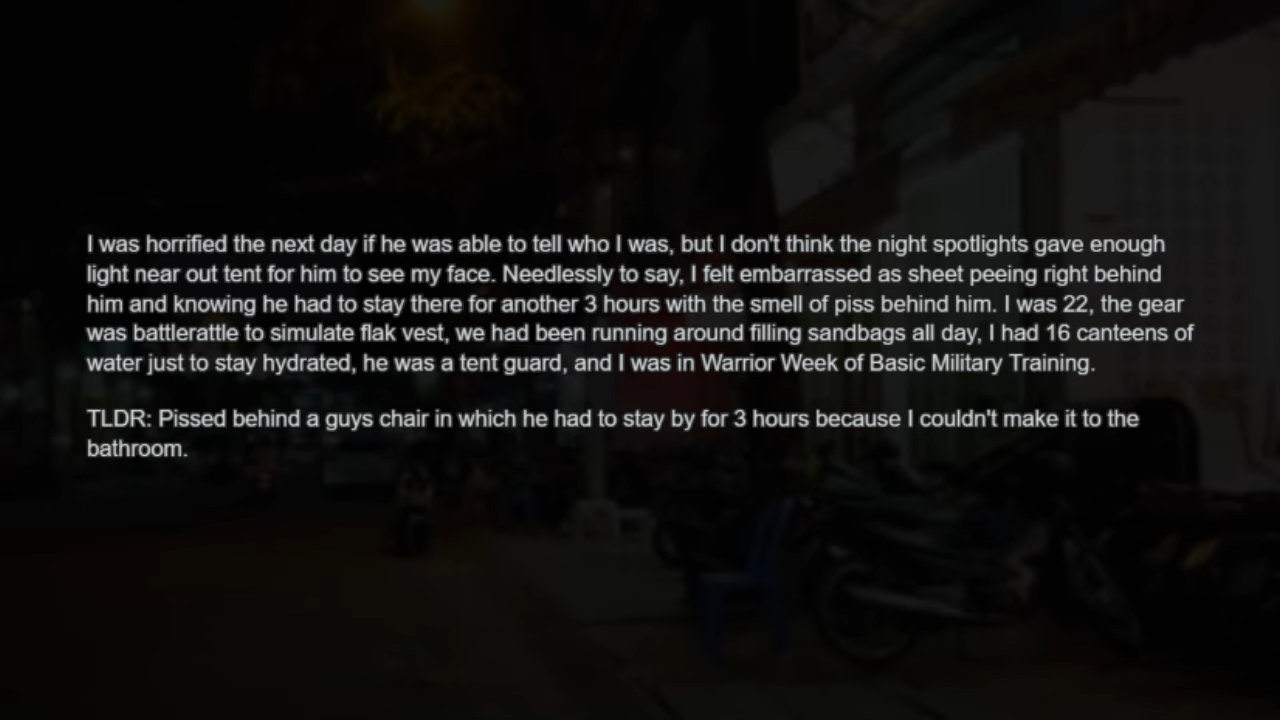 I was horrified the next day if he was able to tell who I was, but I don't think the night spotlights gave enough
light near out tent for him to see my face. Needlessly to say, I felt embarrassed as sheet peeing right behind
him and knowing he had to stay there for another 3 hours with the smell of piss behind him. I was 22, the gear
was battlerattle to simulate flak vest, we had been running around filling sandbags all day, I had 16 canteens of
water just to stay hydrated, he was a tent guard, and I was in Warrior Week of Basic Military Training.
TLDR: Pissed behind a guys chair in which he had to stay by for 3 hours because I couldn't make it to the
bathroom.